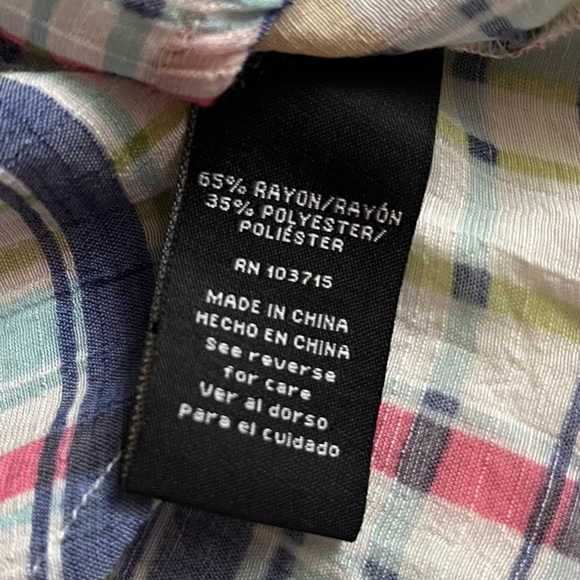 65% RAYON/RAYÓN
35% POLYESTER/
POLIÉSTER
RN 103715
MADE IN CHINA
HECHO EN CHINA
See reverse
for care
Ver al dorso
Para el cuidado